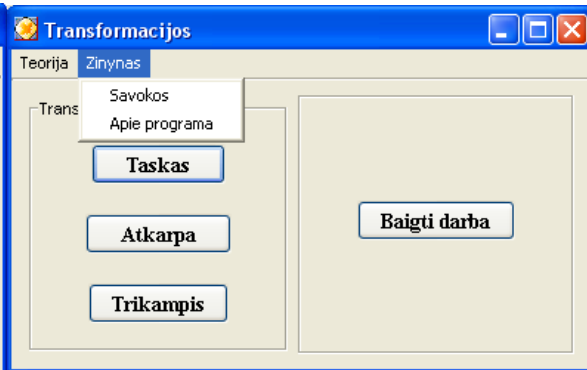 Transformacijos
Teorija Zinynas
Savokos
Apie programa
Trans
Taskas
Atkarpa
Trikampis
Baigti darba